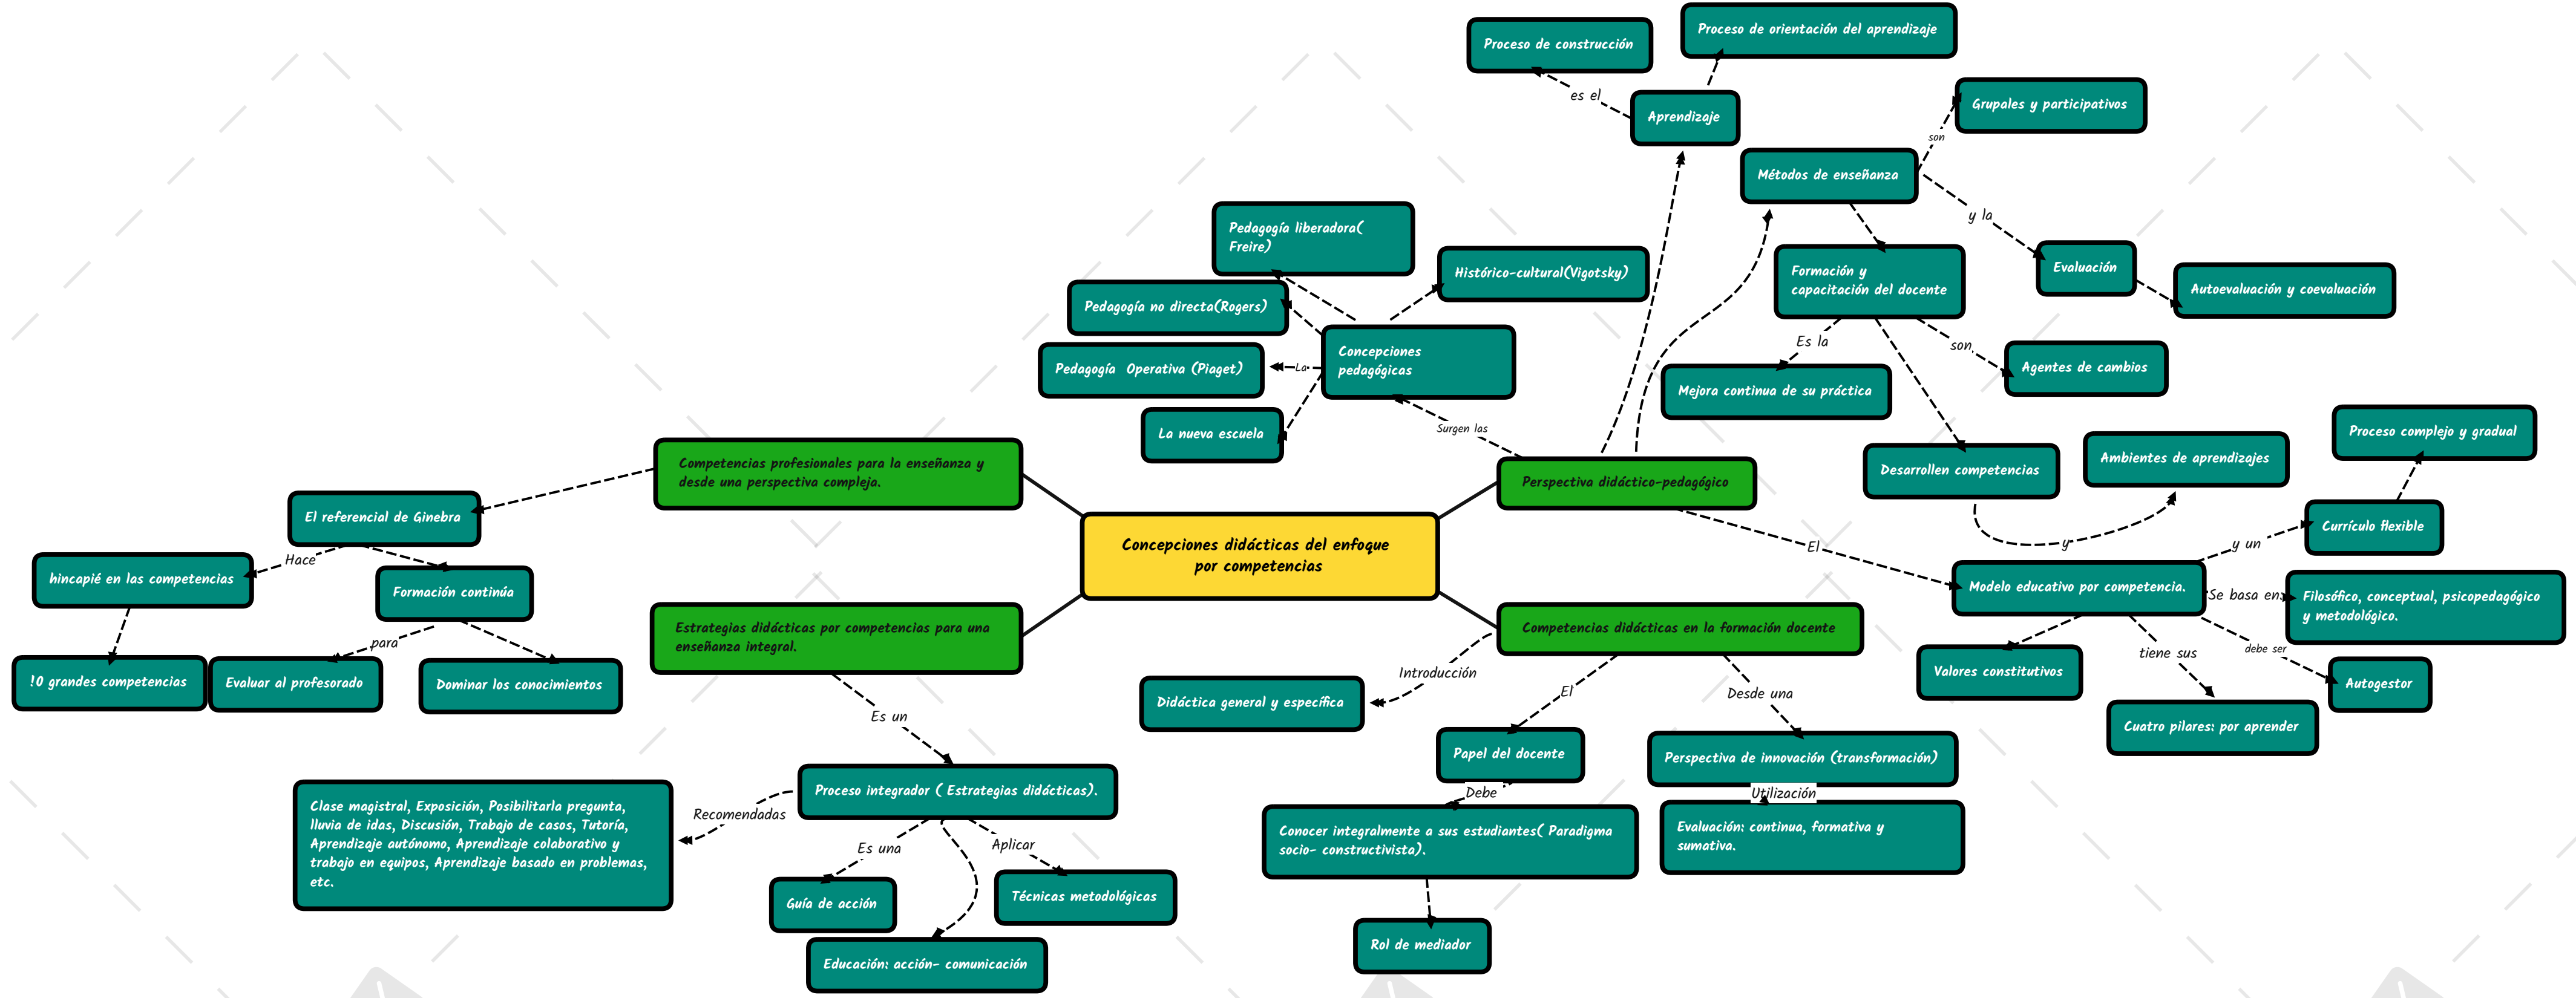 Proceso de construcción
Proceso de orientación del aprendizaje
es el
Aprendizaje
Grupales y participativos
son
Métodos de enseñanza
y la
Evaluación
Autoevaluación y coevaluación
Formación y
capacitación del docente
Es la
son
Mejora continua de su práctica
Agentes de cambios
Desarrollen competencias
y
Ambientes de aprendizajes
Pedagogía liberadora(
Freire)
Histórico-cultural(Vigotsky)
Pedagogía no directa(Rogers)
Pedagogía  Operativa (Piaget)
La
La nueva escuela
Concepciones
pedagógicas
Surgen las
Perspectiva didáctico-pedagógico
El
Modelo educativo por competencia.
y un
Currículo flexible
Proceso complejo y gradual
Se basa en:
Filosófico, conceptual, psicopedagógico
y metodológico.
debe ser
Autogestor
tiene sus
Cuatro pilares: por aprender
Valores constitutivos
Competencias profesionales para la enseñanza y
desde una perspectiva compleja.
El referencial de Ginebra
Hace
hincapié en las competencias
!0 grandes competencias
Formación continúa
para
Evaluar al profesorado
Dominar los conocimientos
Concepciones didácticas del enfoque
por competencias
Estrategias didácticas por competencias para una
enseñanza integral.
Es un
Proceso integrador ( Estrategias didácticas).
Recomendadas
Clase magistral, Exposición, Posibilitarla pregunta,
lluvia de idas, Discusión, Trabajo de casos, Tutoría,
Aprendizaje autónomo, Aprendizaje colaborativo y
trabajo en equipos, Aprendizaje basado en problemas,
etc.
Es una
Guía de acción
Aplicar
Técnicas metodológicas
Educación: acción- comunicación
Competencias didácticas en la formación docente
Introducción
Didáctica general y específica
El
Papel del docente
Debe
Conocer integralmente a sus estudiantes( Paradigma
socio- constructivista).
Rol de mediador
Desde una
Perspectiva de innovación (transformación)
Utilización
Evaluación: continua, formativa y
sumativa.